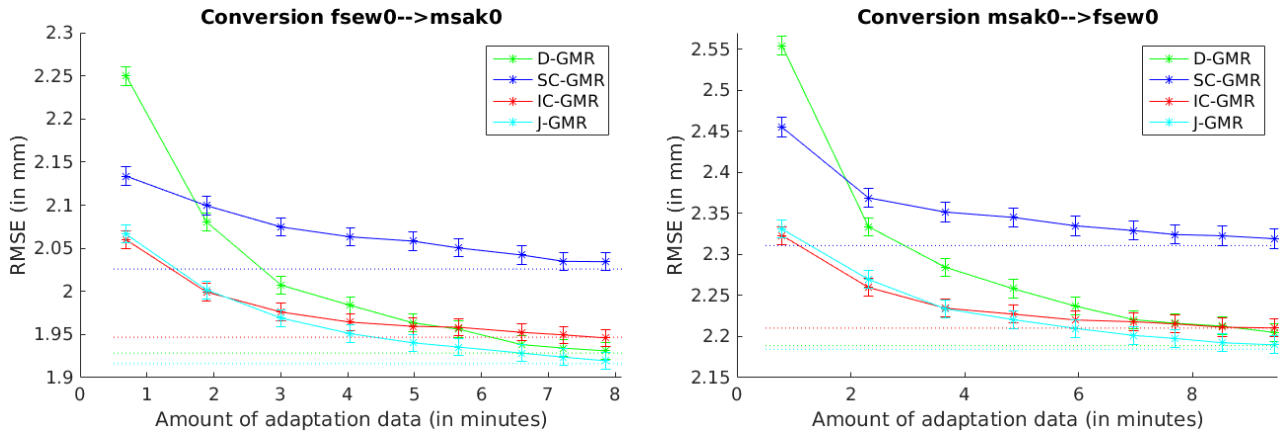 Conversion fsew0-->msak0
2.3
2.25
2.2
2.15
2.1
2.05
2
1.95
1.9
RMSE (in mm)
D-GMR
SC-GMR
IC-GMR
J-GMR
0 1 2 3 4 5 6 7 8
Amount of adaptation data (in minutes)
Conversion msak0-->fsew0
2.55
2.5
2.45
2.4
2.35
2.3
2.25
2.2
2.15
RMSE (in mm)
D-GMR
SC-GMR
IC-GMR
J-GMR
0 2 4 6 8
Amount of adaptation data (in minutes)